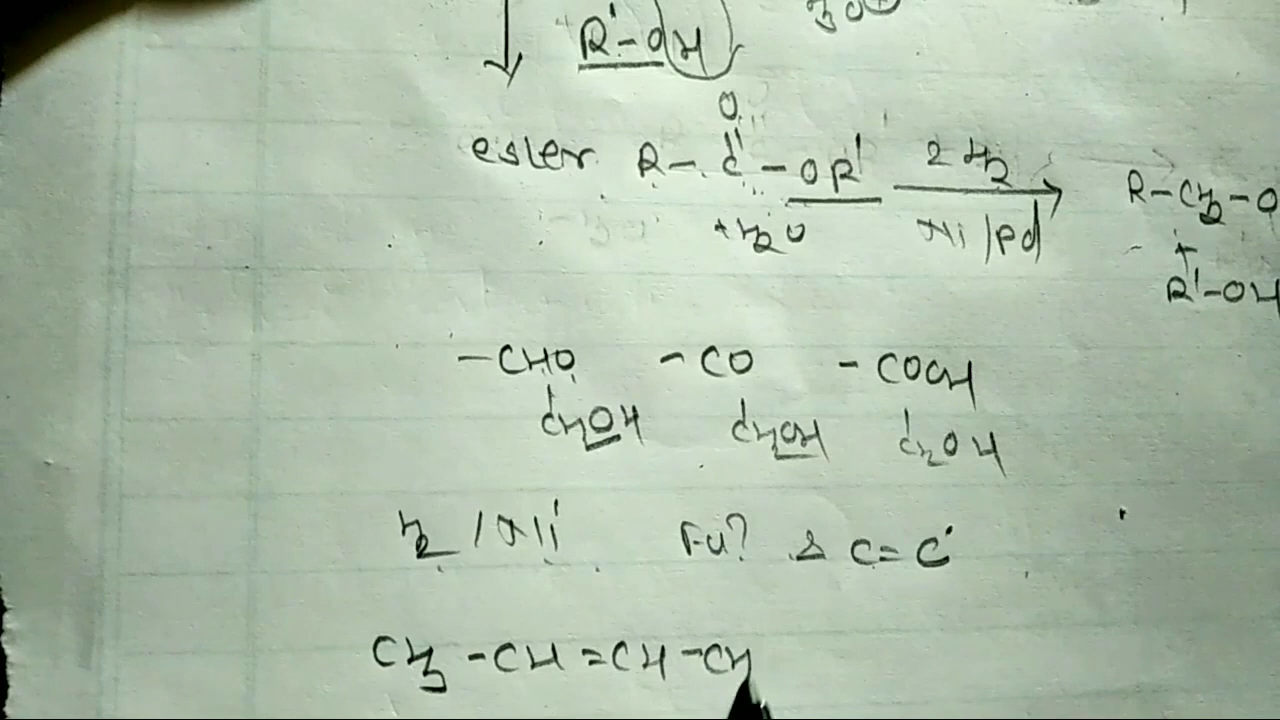 R'-OH
ester R-C-OR' 2H2 R-CH2-O
O
+H2O Ni/Pd +
R'-OH
-CHO -CO -COOH
CH2OH CH2OH CH2OH
H2/Ni Fu? & C=C
CH3-CH=CH-CH